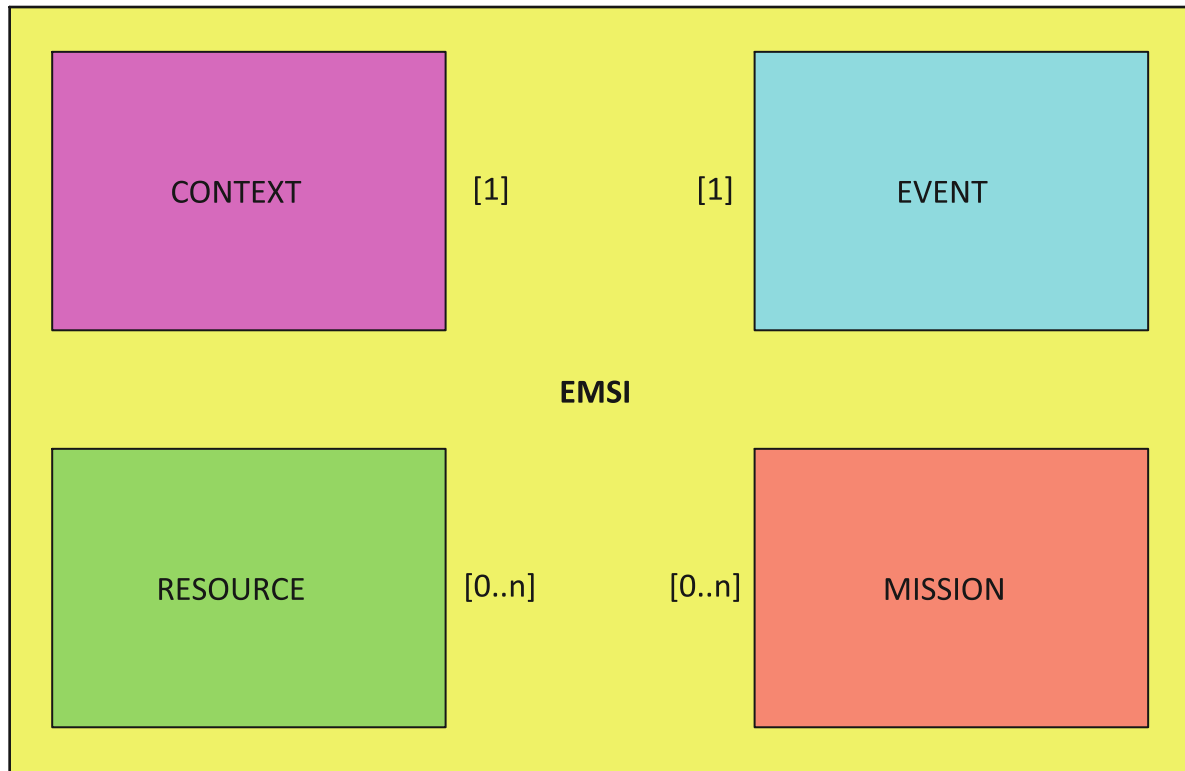 CONTEXT [1] [1] EVENT
EMSI
RESOURCE [0..n] [0..n] MISSION